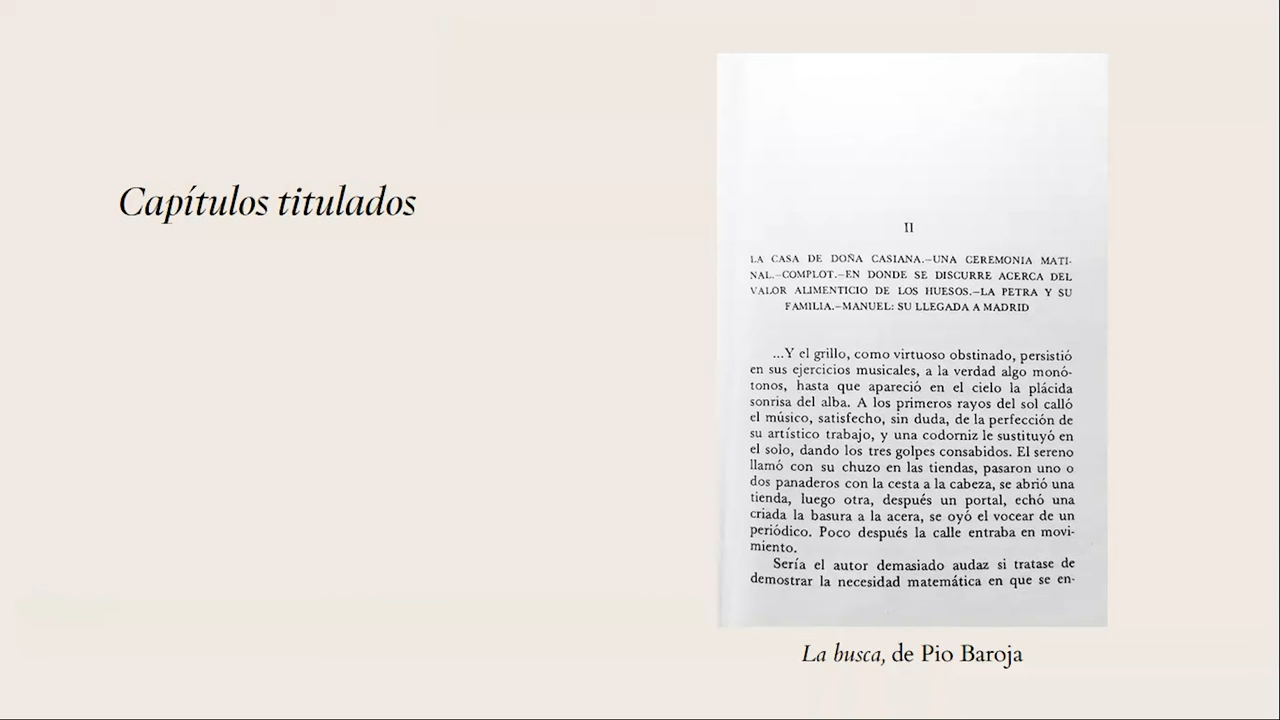 Capítulos titulados
II
LA CASA DE DOÑA CASIANA.–UNA CEREMONIA MATI-
NAL.–COMPLOT.–EN DONDE SE DISCURRE ACERCA DEL
VALOR ALIMENTICIO DE LOS HUESOS.–LA PETRA Y SU
FAMILIA.–MANUEL: SU LLEGADA A MADRID
...Y el grillo, como virtuoso obstinado, persistió
en sus ejercicios musicales, a la verdad algo monó-
tonos, hasta que apareció en el cielo la plácida
sonrisa del alba. A los primeros rayos del sol calló
el músico, satisfecho, sin duda, de la perfección de
su artístico trabajo, y una codorniz le sustituyó en
el solo, dando los tres golpes consabidos. El sereno
llamó con su chuzo en las tiendas, pasaron uno o
dos panaderos con la cesta a la cabeza, se abrió una
tienda, luego otra, después un portal, echó una
criada la basura a la acera, se oyó el vocear de un
periódico. Poco después la calle entraba en movi-
miento.
Sería el autor demasiado audaz si tratase de
demostrar la necesidad matemática en que se en-
La busca, de Pio Baroja